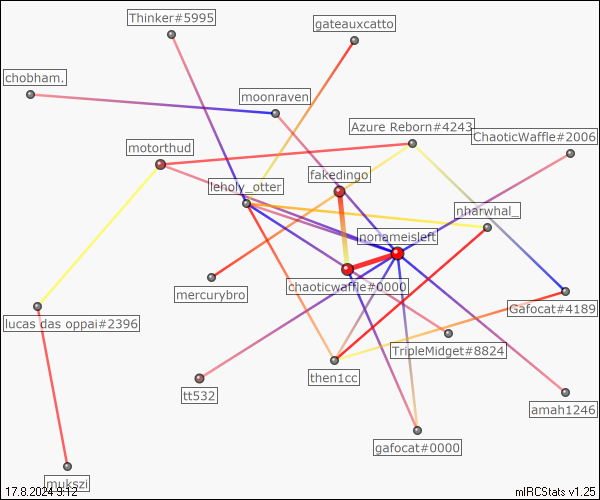 Thinker#5995
gateauxcatto
chobham.
moonraven
Azure Reborn#4243
ChaoticWaffle#2006
motorthud
fakedingo
leholy_otter
nharwhal_
nonameisleft
chaoticwaffle#0000
mercurybro
Gafocat#4189
lucas das oppai#2396
TripleMidget#8824
then1cc
tt532
amah1246
gafocat#0000
mukszi
17.8.2024 9:12
mIRCStats v1.25